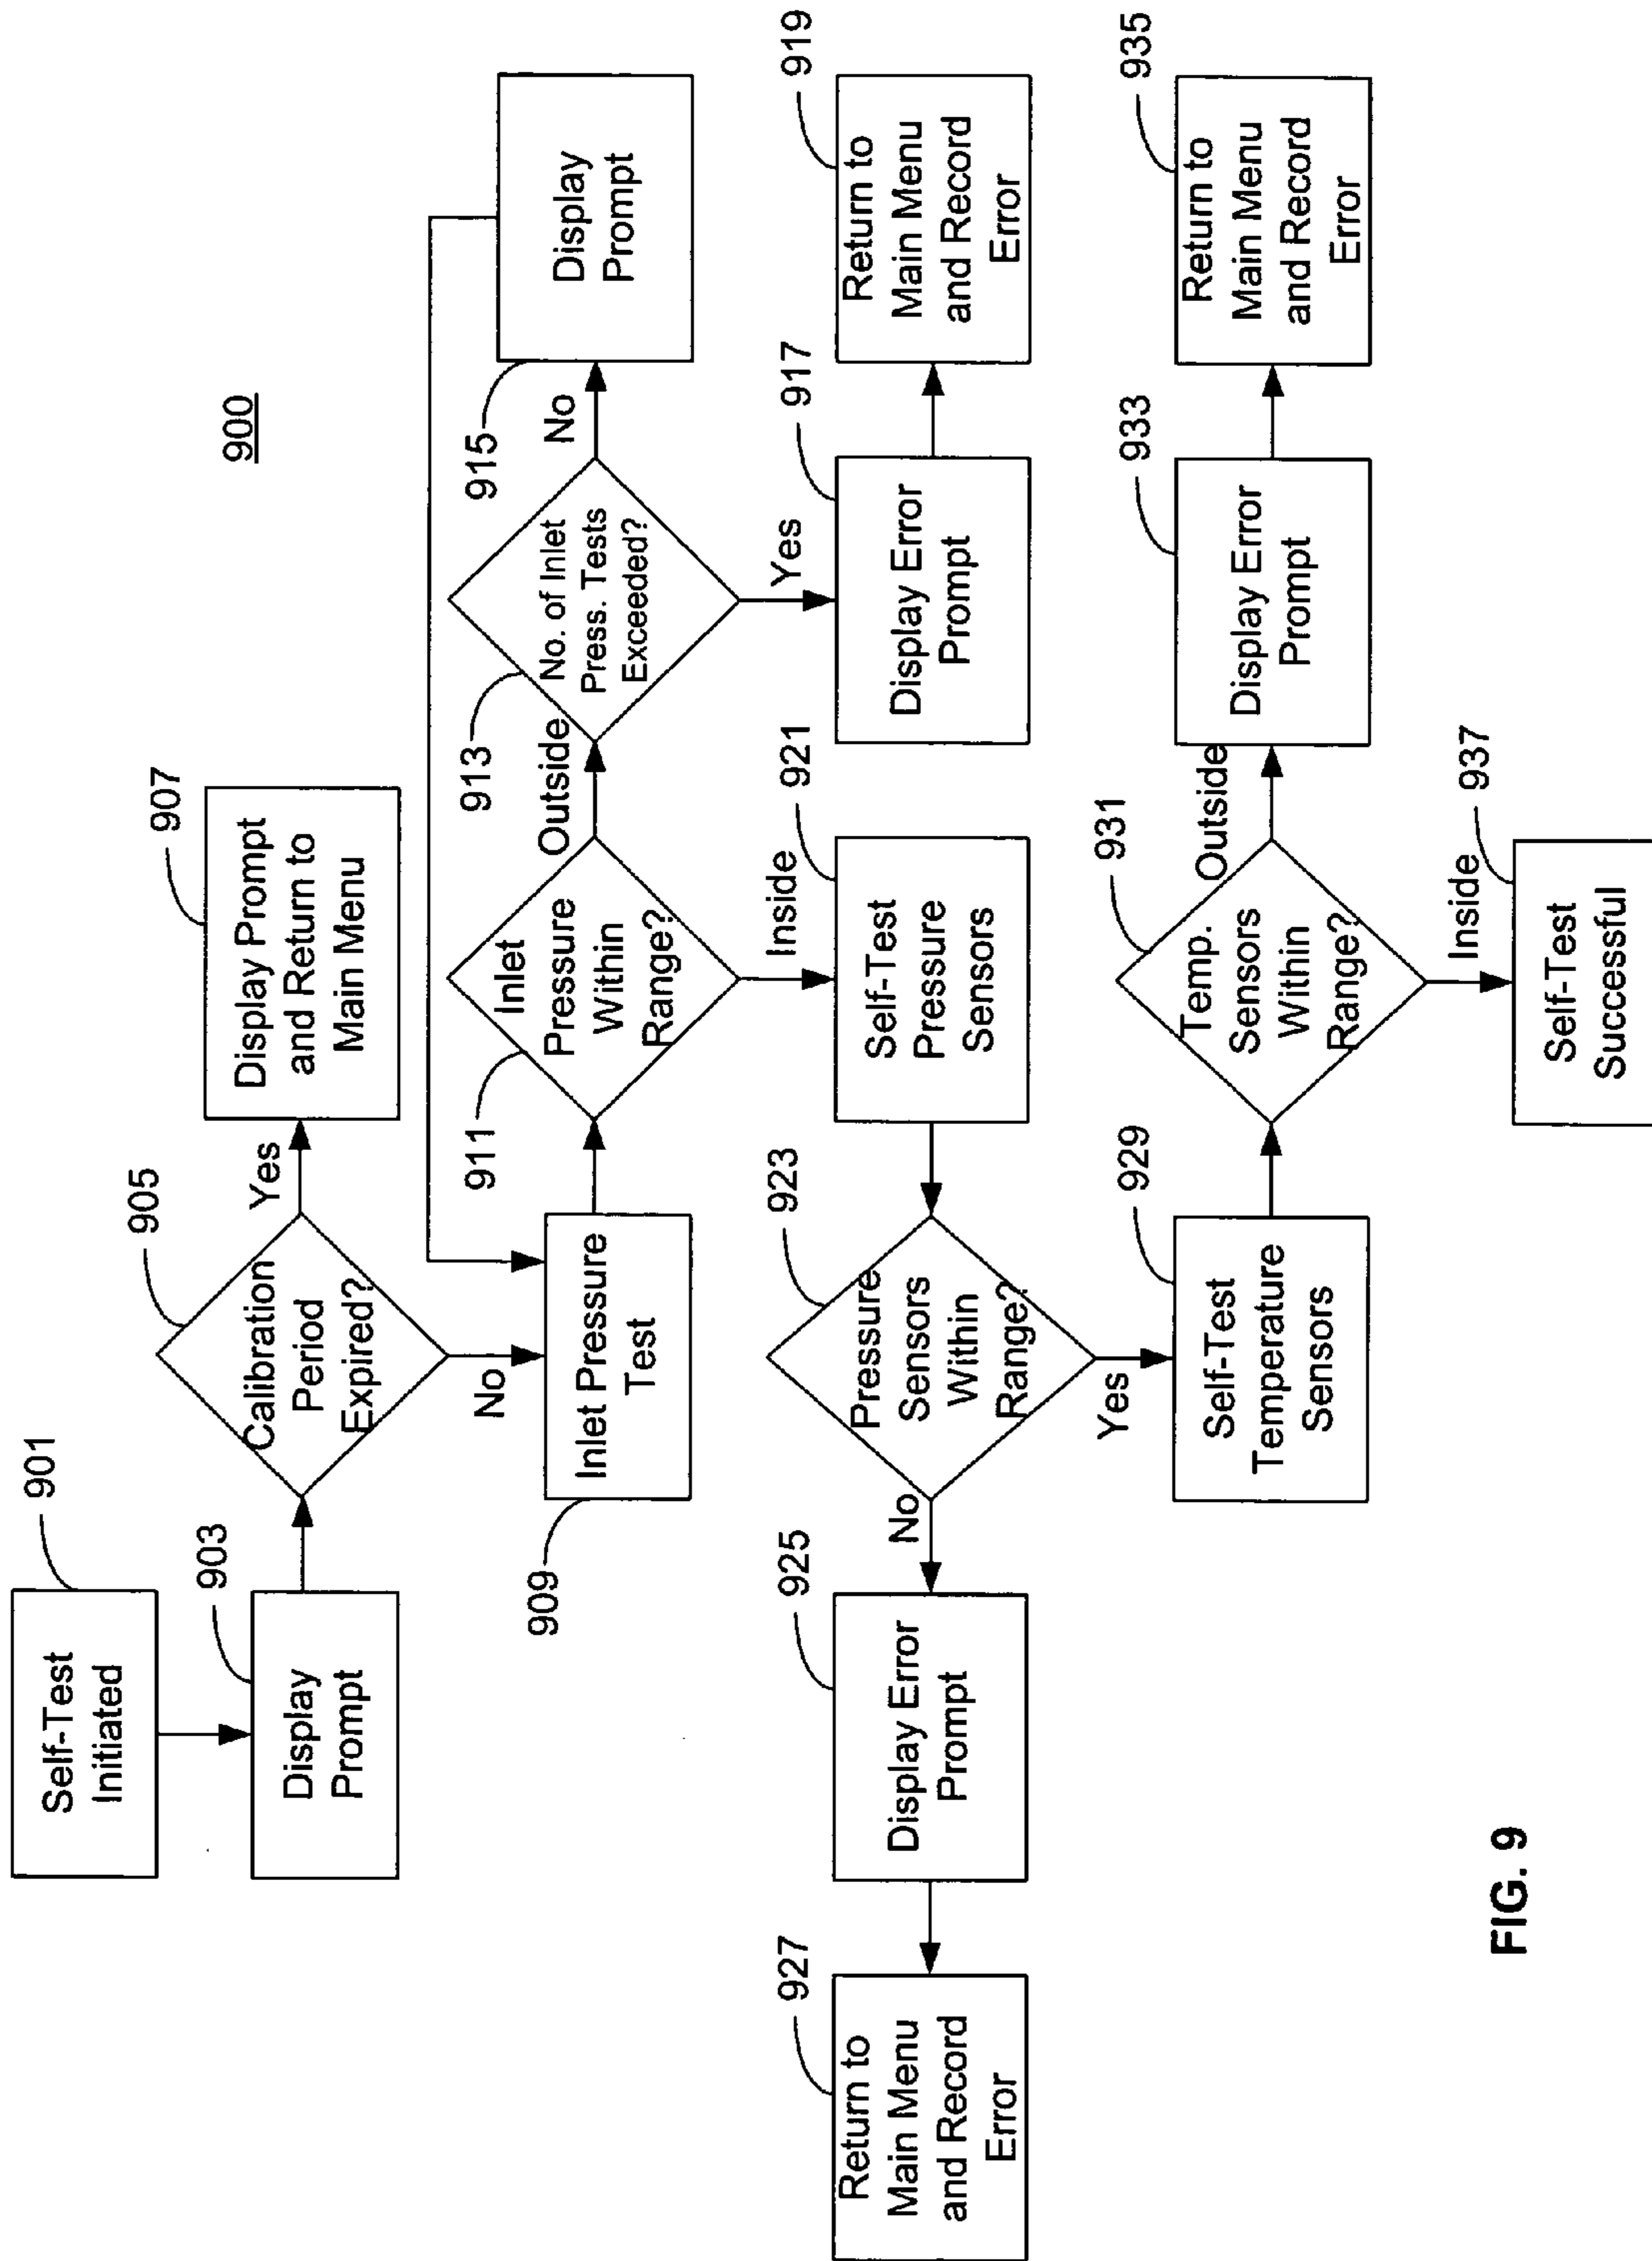 900
901
Self-Test
Initiated
903
Display
Prompt
905
Calibration
Period
Expired?
Yes
907
Display Prompt
and Return to
Main Menu
No
909
Inlet Pressure
Test
911
Inlet
Pressure
Within
Range?
Outside
913
No. of Inlet
Press. Tests
Exceeded?
No
915
Display
Prompt
Yes
917
Display Error
Prompt
919
Return to
Main Menu
and Record
Error
Inside
921
Self-Test
Pressure
Sensors
923
Pressure
Sensors
Within
Range?
No
925
Display Error
Prompt
927
Return to
Main Menu
and Record
Error
Yes
929
Self-Test
Temperature
Sensors
931
Temp.
Sensors
Within
Range?
Outside
933
Display Error
Prompt
935
Return to
Main Menu
and Record
Error
Inside
937
Self-Test
Successful
FIG. 9